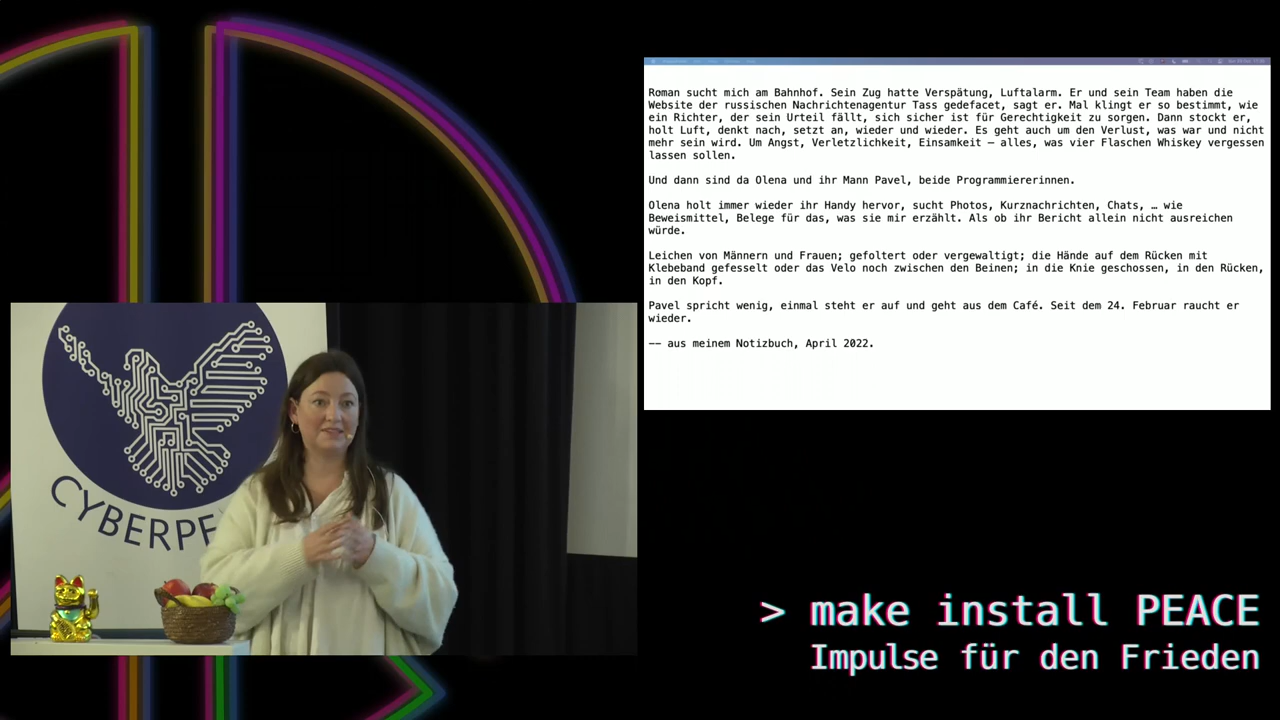 Roman sucht mich am Bahnhof. Sein Zug hatte Verspätung, Luftalarm. Er und sein Team haben die
Website der russischen Nachrichtenagentur Tass gedefacet, sagt er. Mal klingt er so bestimmt, wie
ein Richter, der sein Urteil fällt, sich sicher ist für Gerechtigkeit zu sorgen. Dann stockt er,
holt Luft, denkt nach, setzt an, wieder und wieder. Es geht auch um den Verlust, was war und nicht
mehr sein wird. Um Angst, Verletzlichkeit, Einsamkeit – alles, was vier Flaschen Whiskey vergessen
lassen sollen.
Und dann sind da Olena und ihr Mann Pavel, beide Programmiererinnen.
Olena holt immer wieder ihr Handy hervor, sucht Photos, Kurznachrichten, Chats, … wie
Beweismittel, Belege für das, was sie mir erzählt. Als ob ihr Bericht allein nicht ausreichen
würde.
Leichen von Männern und Frauen; gefoltert oder vergewaltigt; die Hände auf dem Rücken mit
Klebeband gefesselt oder das Velo noch zwischen den Beinen; in die Knie geschossen, in den Rücken,
in den Kopf.
Pavel spricht wenig, einmal steht er auf und geht aus dem Café. Seit dem 24. Februar raucht er
wieder.
–– aus meinem Notizbuch, April 2022.
CYBERPE
> make install PEACE
Impulse für den Frieden